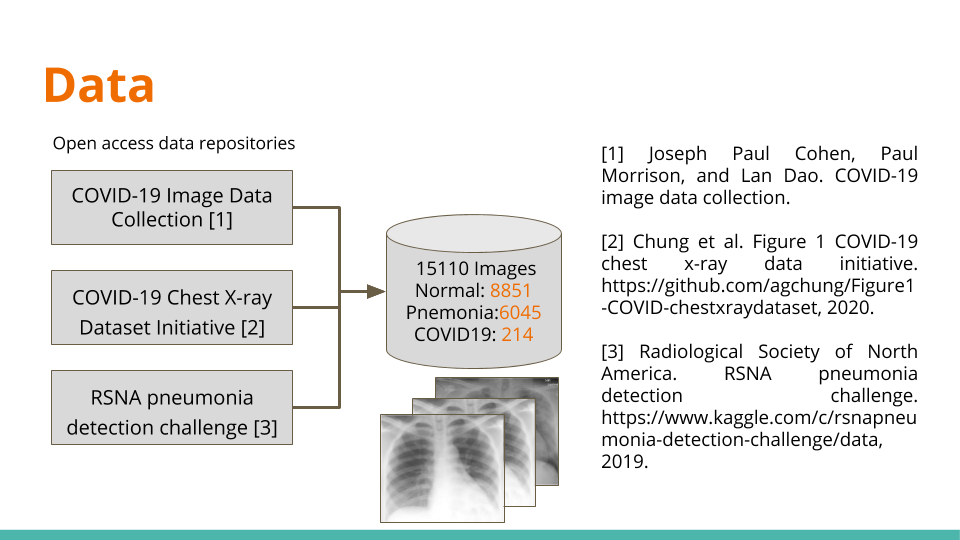 Data
Open access data repositories
COVID-19 Image Data
Collection [1]
COVID-19 Chest X-ray
Dataset Initiative [2]
RSNA pneumonia
detection challenge [3]
15110 Images
Normal: 8851
Pnemonia:6045
COVID19: 214
[1] Joseph Paul Cohen, Paul
Morrison, and Lan Dao. COVID-19
image data collection.
[2] Chung et al. Figure 1 COVID-19
chest x-ray data initiative.
https://github.com/agchung/Figure1
-COVID-chestxraydataset, 2020.
[3] Radiological Society of North
America. RSNA pneumonia
detection challenge.
https://www.kaggle.com/c/rsnapneu
monia-detection-challenge/data,
2019.